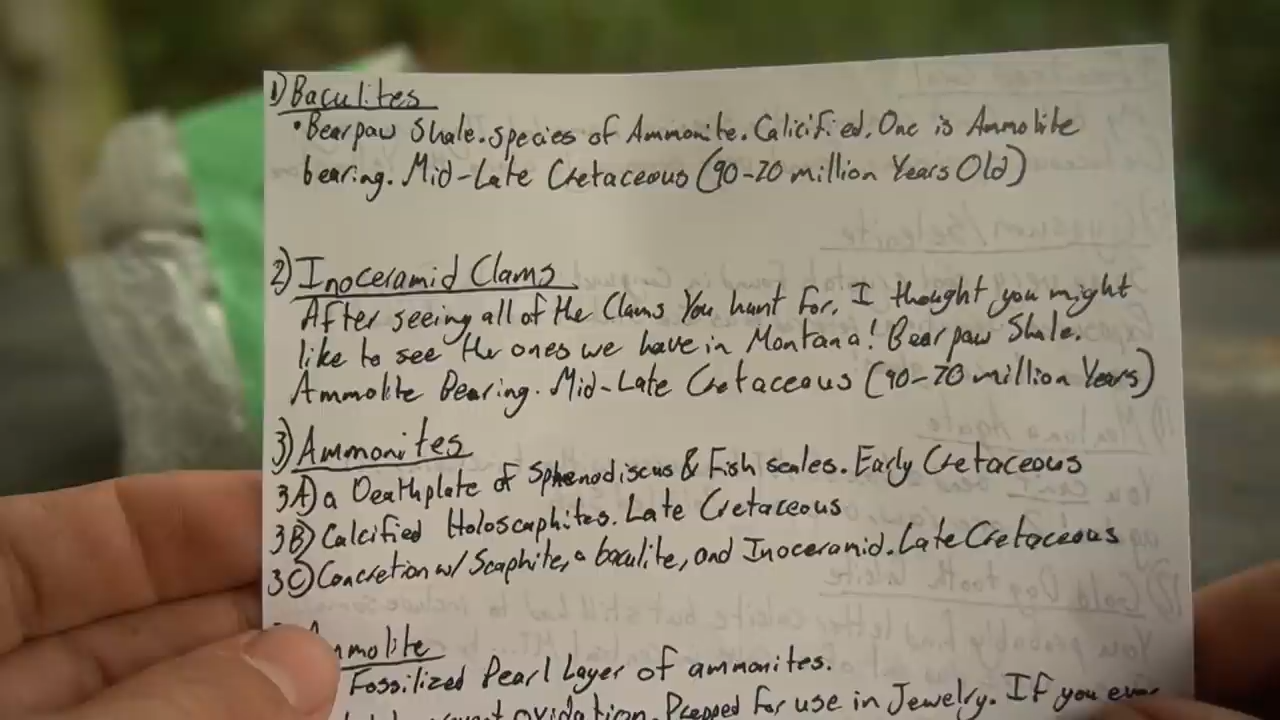 1) Baculites
• Bearpaw Shale. species of Ammonite. Calicified. One is Ammolite
bearing. Mid-Late Cretaceous (90-70 million Years Old)
2) Inoceramid Clams
After seeing all of the Clams You hunt for, I thought you might
like to see the ones we have in Montana! Bearpaw Shale.
Ammolite Bearing. Mid-Late Cretaceous (90-70 million Years)
3) Ammonites
3A) a Deathplate of Sphenodiscus & Fish scales. Early Cretaceous
3B) Calcified Holoscaphites. Late Cretaceous
3C) Concretion w/ Scaphite, a baculite, and Inoceramid. Late Cretaceous
Ammolite
Fossilized Pearl Layer of ammonites.
oxidation. Prepped for use in Jewelry. If you ever